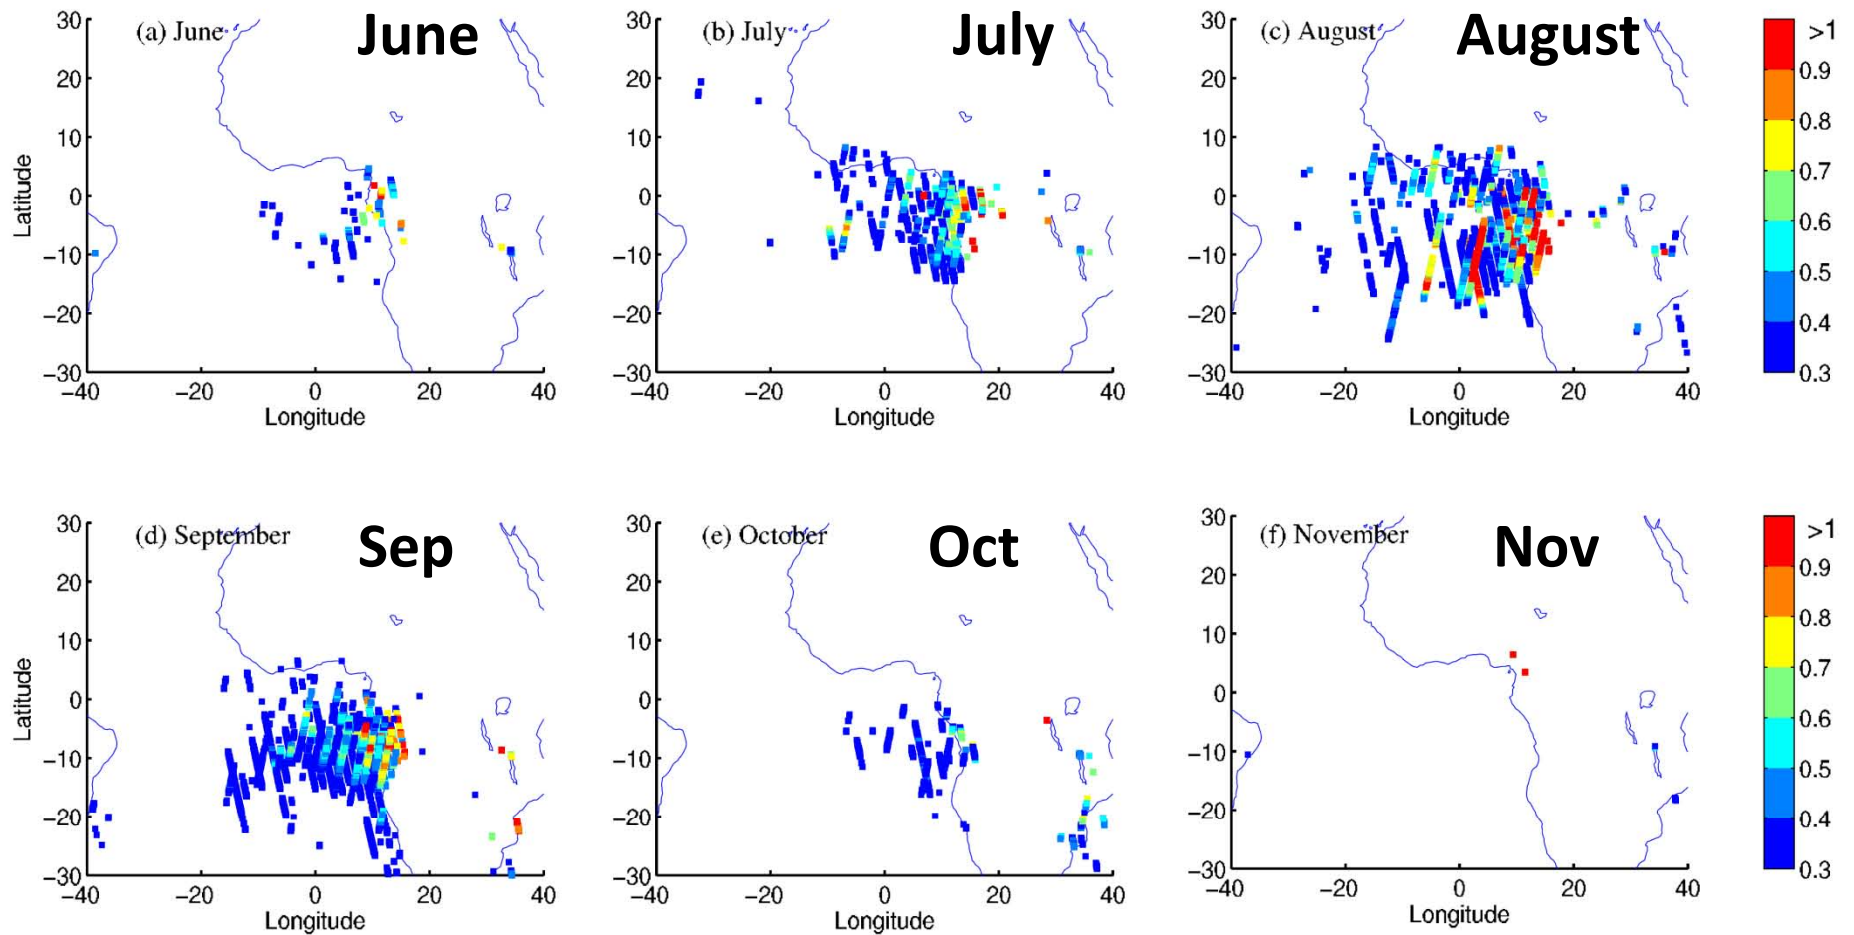 (a) June June
(b) July July
(c) August August
30
20
10
0
−10
−20
−30
Latitude
−40 −20 0 20 40
Longitude
30
20
10
0
−10
−20
−30
−40 −20 0 20 40
Longitude
30
20
10
0
−10
−20
−30
−40 −20 0 20 40
Longitude
>1
0.9
0.8
0.7
0.6
0.5
0.4
0.3
(d) September Sep
(e) October Oct
(f) November Nov
30
20
10
0
−10
−20
−30
Latitude
−40 −20 0 20 40
Longitude
30
20
10
0
−10
−20
−30
−40 −20 0 20 40
Longitude
30
20
10
0
−10
−20
−30
−40 −20 0 20 40
Longitude
>1
0.9
0.8
0.7
0.6
0.5
0.4
0.3